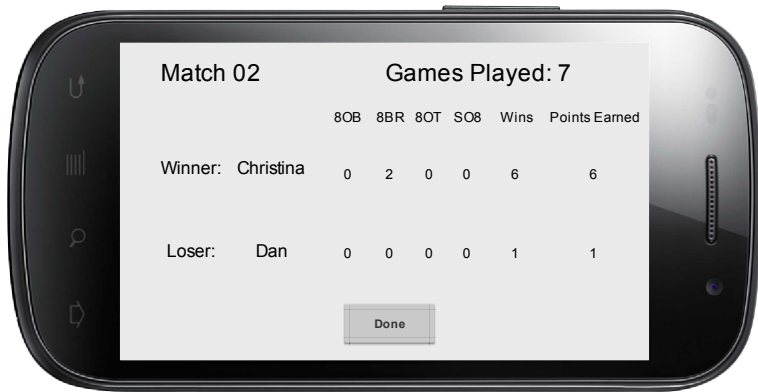 Match 02 Games Played: 7
8OB 8BR 8OT SO8 Wins Points Earned
Winner: Christina 0 2 0 0 6 6
Loser: Dan 0 0 0 0 1 1
Done